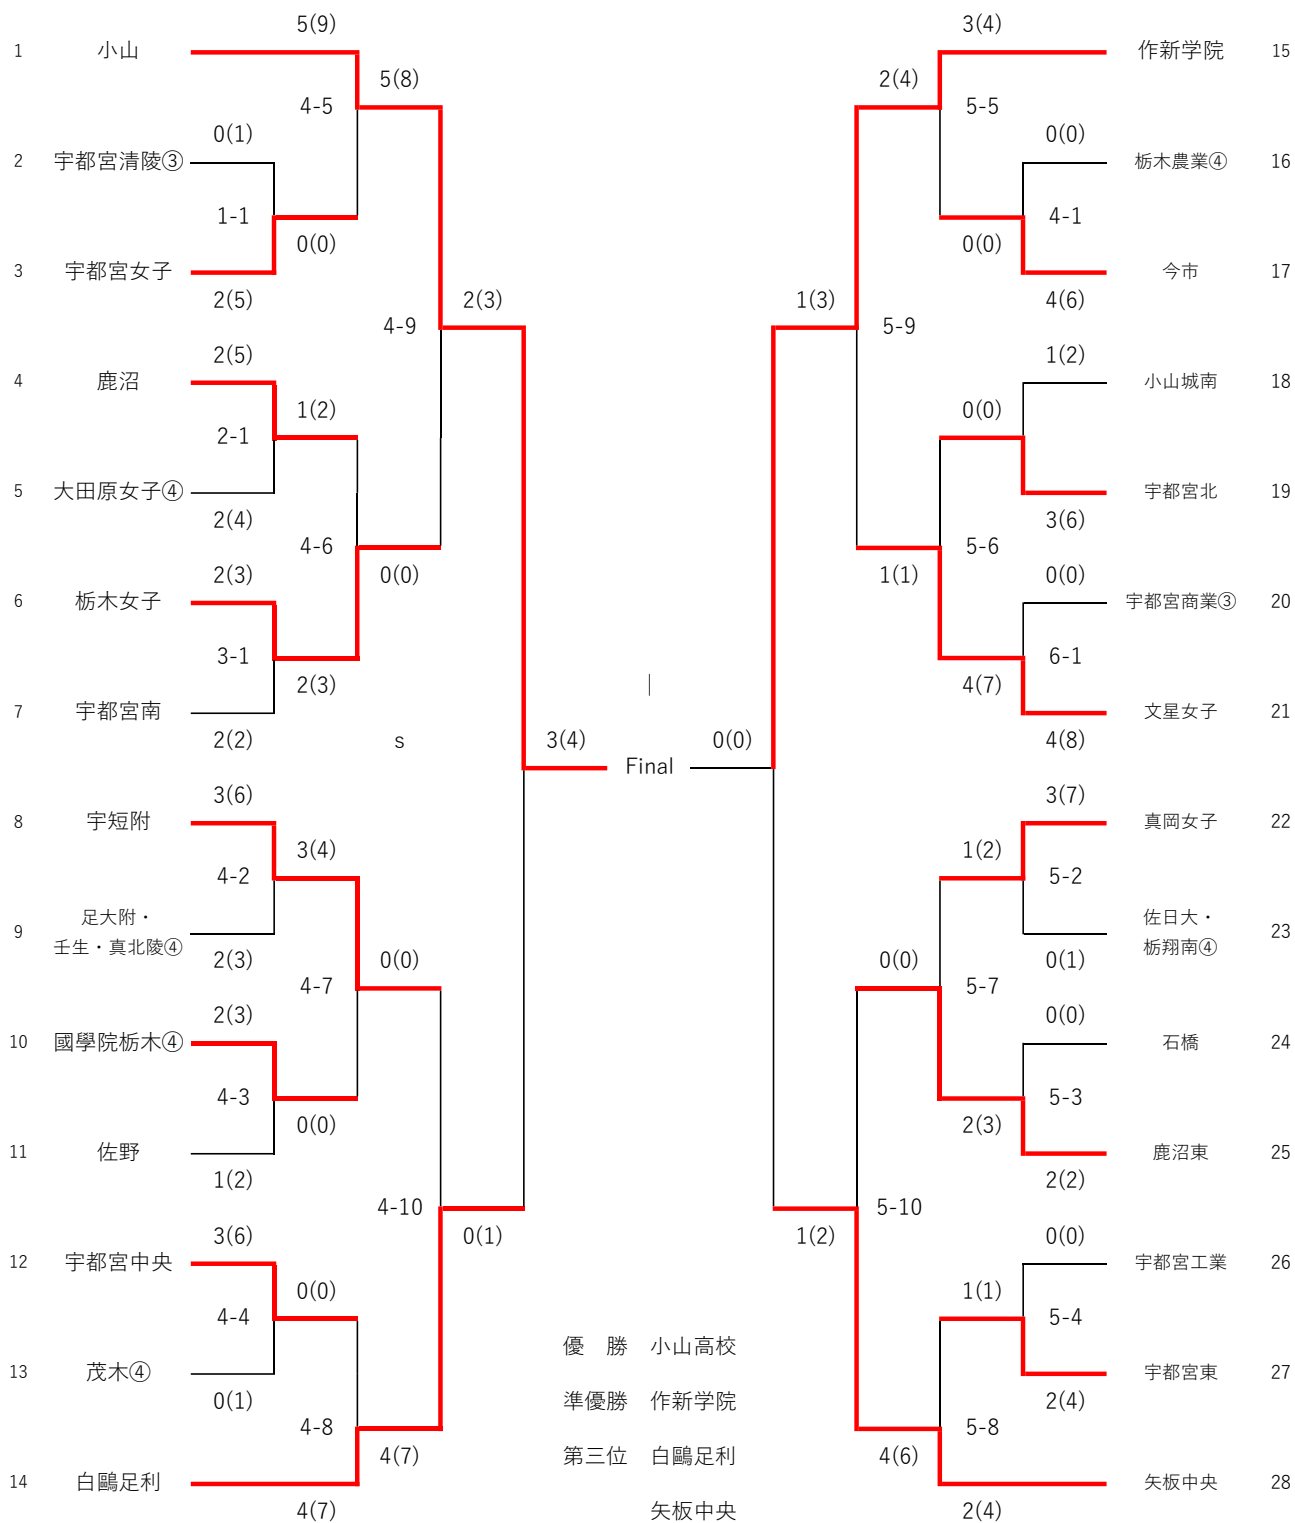 5(9)
3(4)
1 小山
作新学院 15
5(8)
2(4)
4-5
5-5
0(1)
0(0)
2 宇都宮清陵③
栃木農業④ 16
1-1
4-1
0(0)
0(0)
3 宇都宮女子
今市 17
2(5)
2(3)
1(3)
4(6)
4-9
5-9
2(5)
1(2)
4 鹿沼
小山城南 18
1(2)
0(0)
2-1
5 大田原女子④
宇都宮北 19
2(4)
3(6)
4-6
5-6
2(3)
0(0)
1(1)
0(0)
6 栃木女子
宇都宮商業③ 20
3-1
6-1
2(3)
|
4(7)
7 宇都宮南
文星女子 21
2(2)
s
3(4)
0(0)
4(8)
Final
3(6)
3(7)
8 宇短附
真岡女子 22
3(4)
1(2)
4-2
5-2
足大附・
9
壬生・真北陵④
佐日大・
23
栃翔南④
2(3)
0(0)
0(0)
0(1)
4-7
5-7
2(3)
0(0)
10 國學院栃木④
石橋 24
4-3
5-3
0(0)
2(3)
11 佐野
鹿沼東 25
1(2)
2(2)
4-10
5-10
3(6)
0(1)
1(2)
0(0)
12 宇都宮中央
宇都宮工業 26
0(0)
1(1)
4-4
5-4
優　勝　小山高校
13 茂木④
宇都宮東 27
0(1)
準優勝　作新学院
2(4)
4-8
5-8
4(7)
第三位　白鷗足利
4(6)
14 白鷗足利
矢板中央 28
4(7)
矢板中央
2(4)